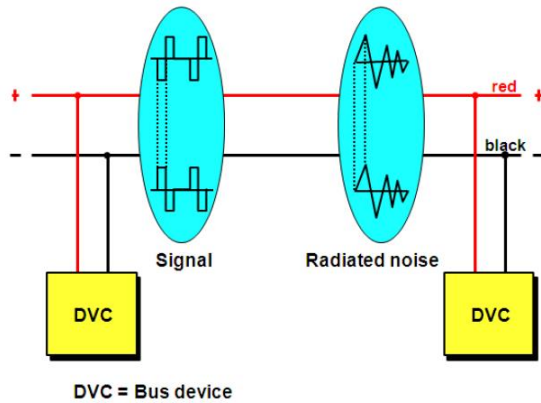 red
+ +
black
– –
Signal Radiated noise
DVC DVC
DVC = Bus device